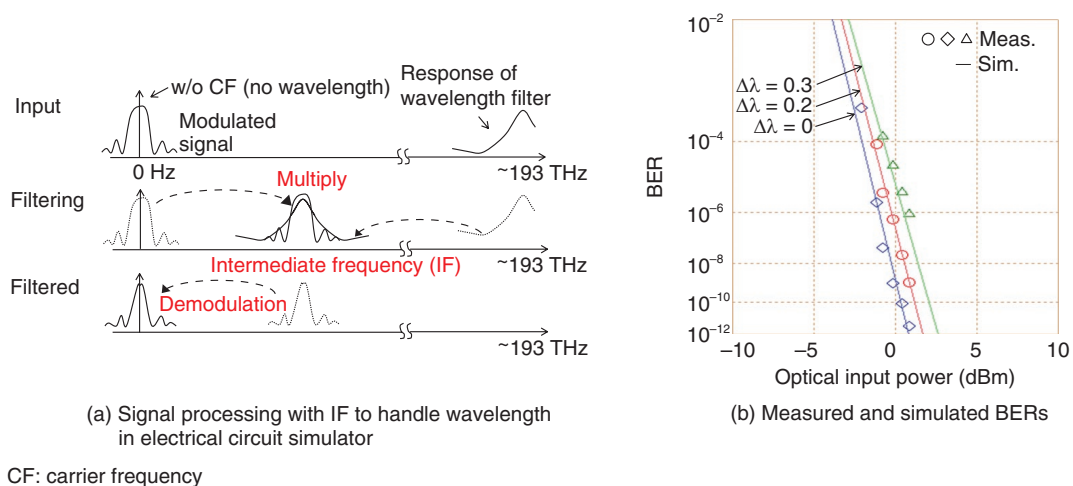 Input
w/o CF (no wavelength)
Modulated
signal
Response of
wavelength filter
0 Hz
~193 THz
Filtering
Multiply
Intermediate frequency (IF)
~193 THz
Filtered
Demodulation
~193 THz
(a) Signal processing with IF to handle wavelength
in electrical circuit simulator
BER
10⁻²
10⁻⁴
10⁻⁶
10⁻⁸
10⁻¹⁰
10⁻¹²
Meas.
Sim.
Δλ = 0.3
Δλ = 0.2
Δλ = 0
−10
−5
0
5
10
Optical input power (dBm)
(b) Measured and simulated BERs
CF: carrier frequency